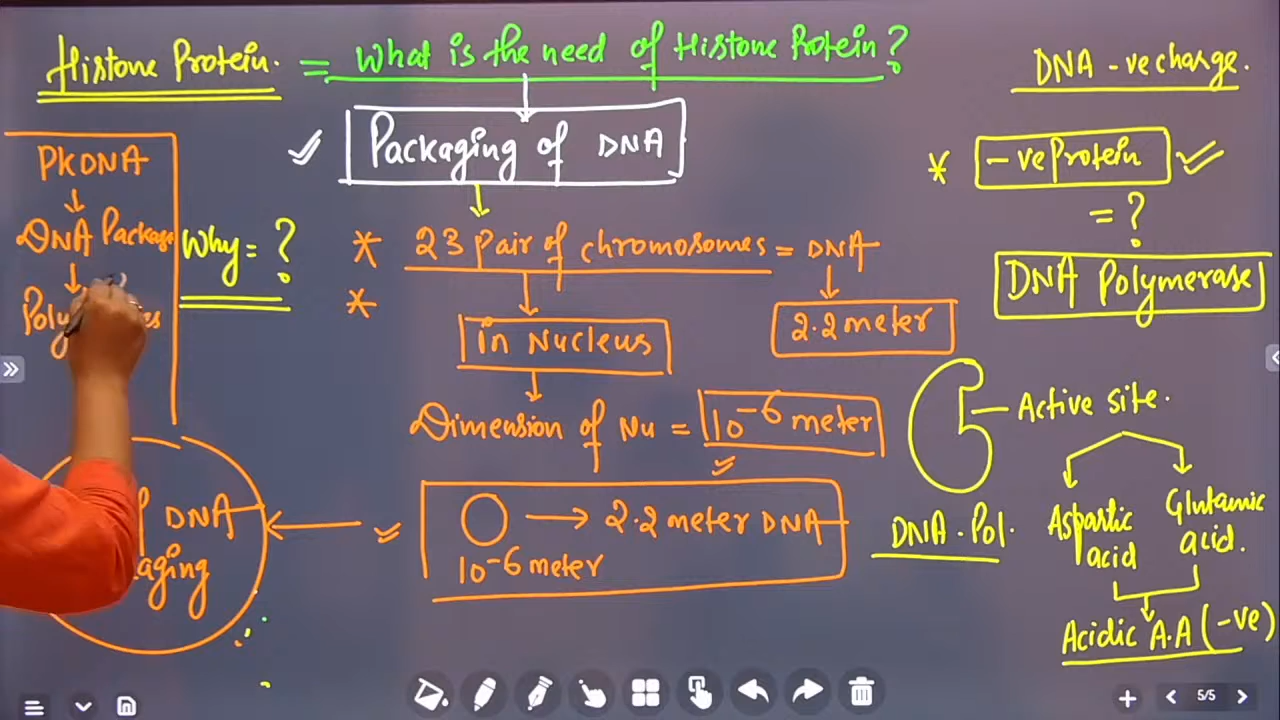 Histone Protein. = What is the need of Histone Protein?
DNA -ve charge.
Packaging of DNA
* -ve Protein
= ?
DNA Polymerase
PKDNA
DNA Package
Why = ?
* 23 Pair of chromosomes = DNA
*
2.2 meter
in Nucleus
Dimension of Nu = 10-6 meter
Active site.
Aspartic acid
Glutamic acid.
DNA. Pol.
Acidic A.A (-ve)
DNA
2.2 meter DNA
10-6 meter
5/5